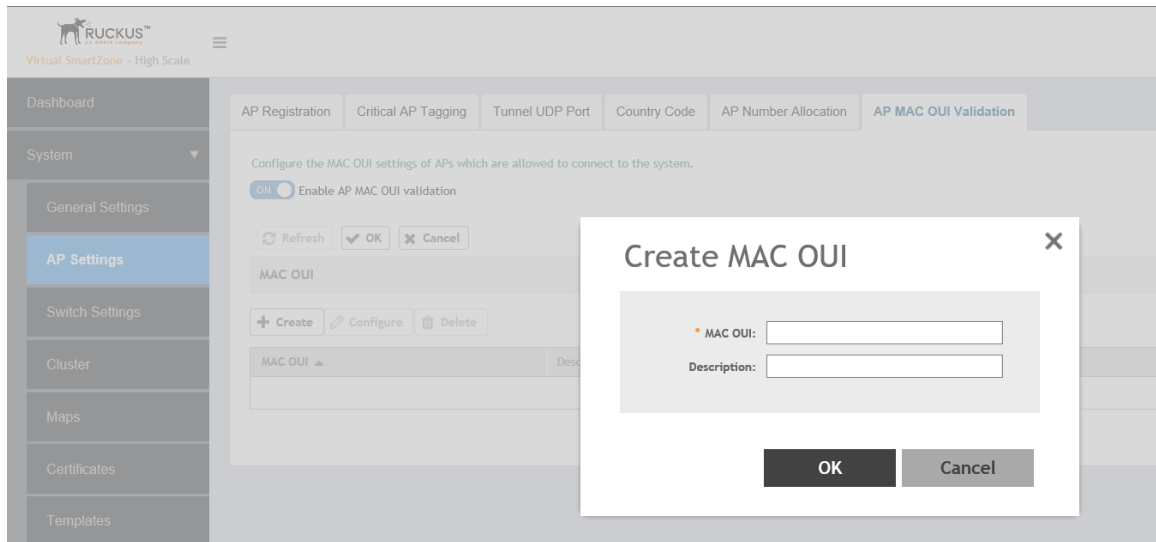 RUCKUS™
an ARRIS company
Virtual SmartZone - High Scale
Dashboard
System
General Settings
AP Settings
Switch Settings
Cluster
Maps
Certificates
Templates
AP Registration
Critical AP Tagging
Tunnel UDP Port
Country Code
AP Number Allocation
AP MAC OUI Validation
Configure the MAC OUI settings of APs which are allowed to connect to the system.
ON Enable AP MAC OUI validation
Refresh OK Cancel
MAC OUI
Create Configure Delete
MAC OUI Desc
Create MAC OUI
* MAC OUI:
Description:
OK Cancel